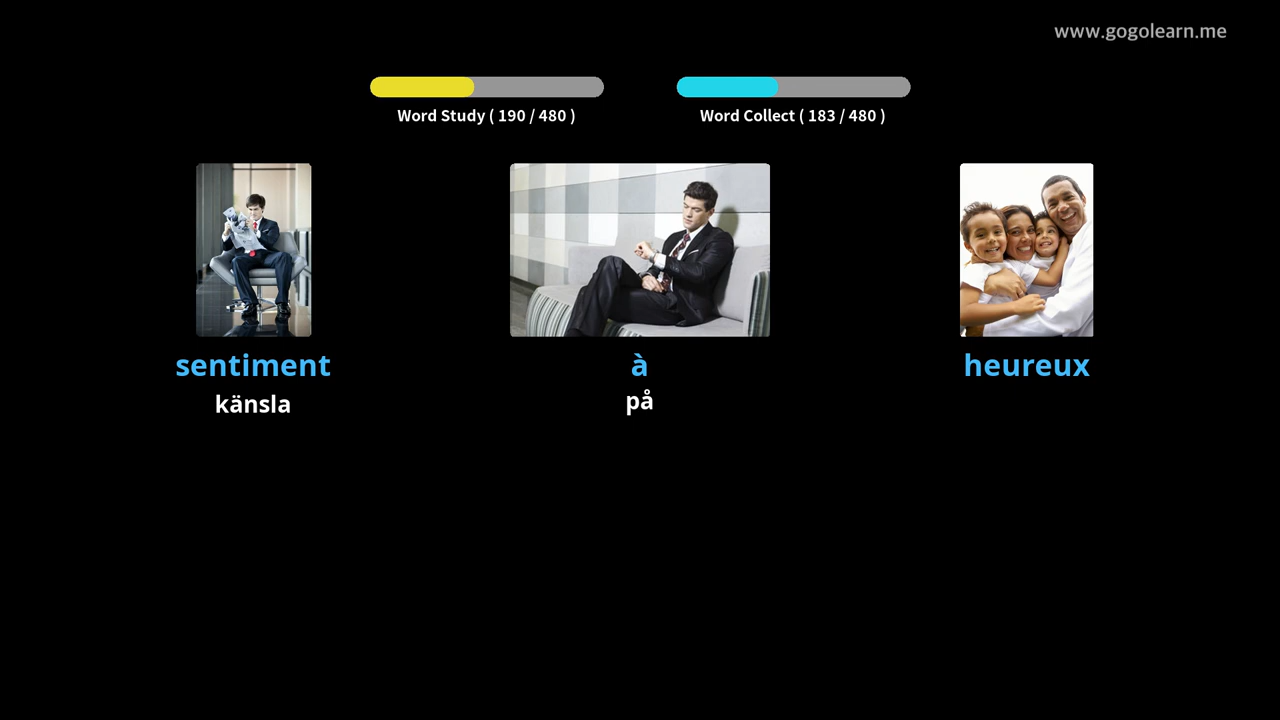 www.gogolearn.me
Word Study ( 190 / 480 )
Word Collect ( 183 / 480 )
sentiment
känsla
à
på
heureux